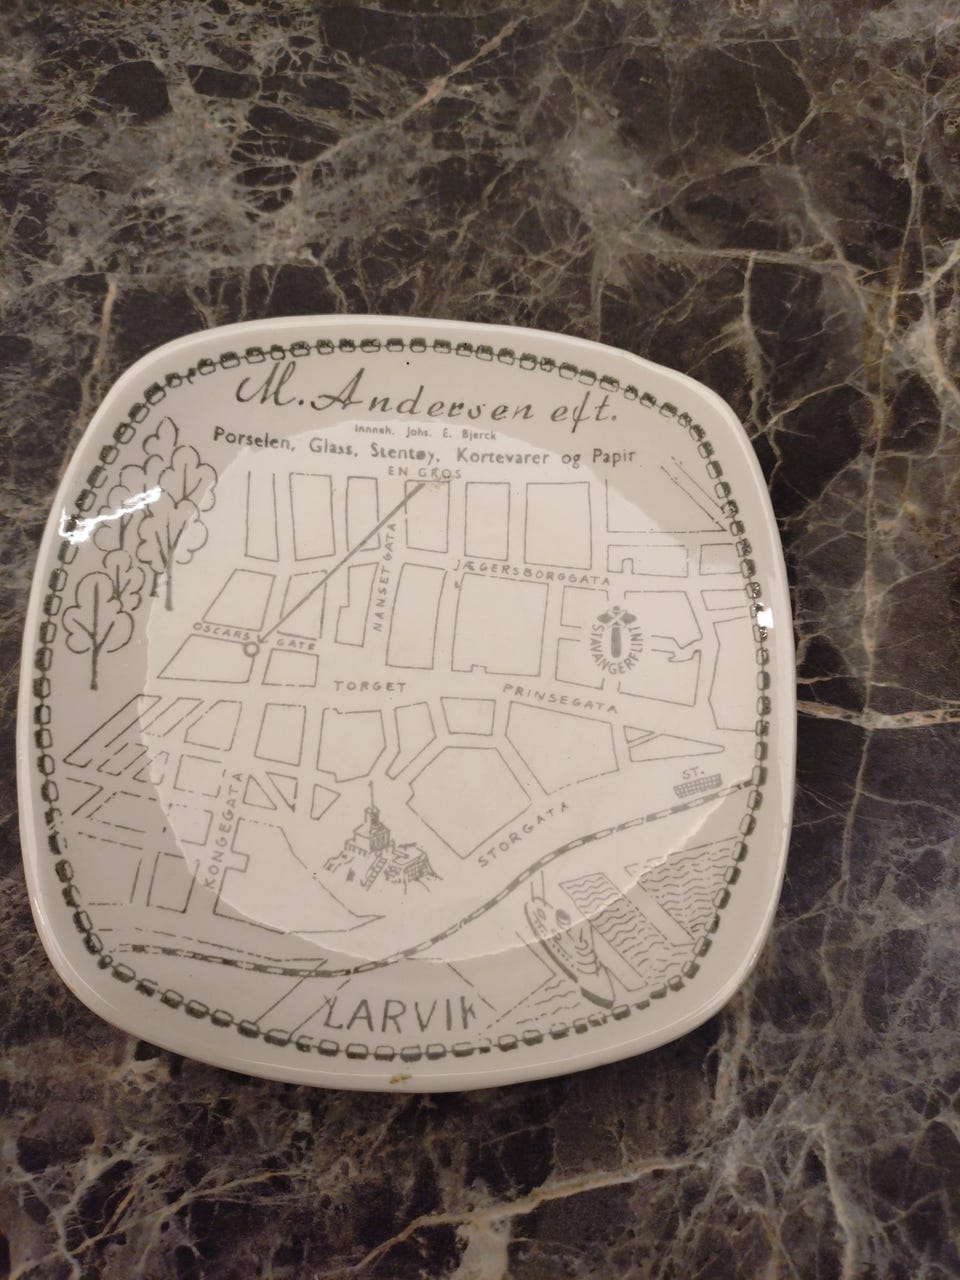 M. Andersen eft.
Innneh. Johs. E. Bjerck
Porselen, Glass, Stentøy, Kortevarer og Papir
EN GROS
JÆGERSBORGGATA
NANSETGATA
OSCARS GATE
STAVANGERFLINT
TORGET
PRINSEGATA
ST.
KONGEGATA
STORGATA
LARVIK